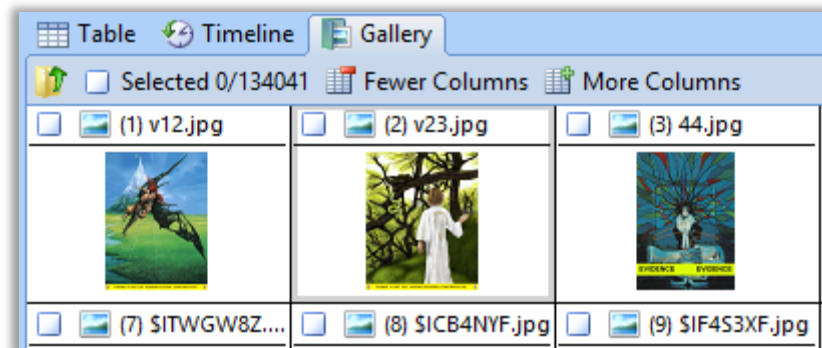 Table Timeline Gallery
Selected 0/134041 Fewer Columns More Columns
(1) v12.jpg (2) v23.jpg (3) 44.jpg
EVIDENCE EVIDENCE
(7) $ITWGW8Z.... (8) $ICB4NYF.jpg (9) $IF4S3XF.jpg